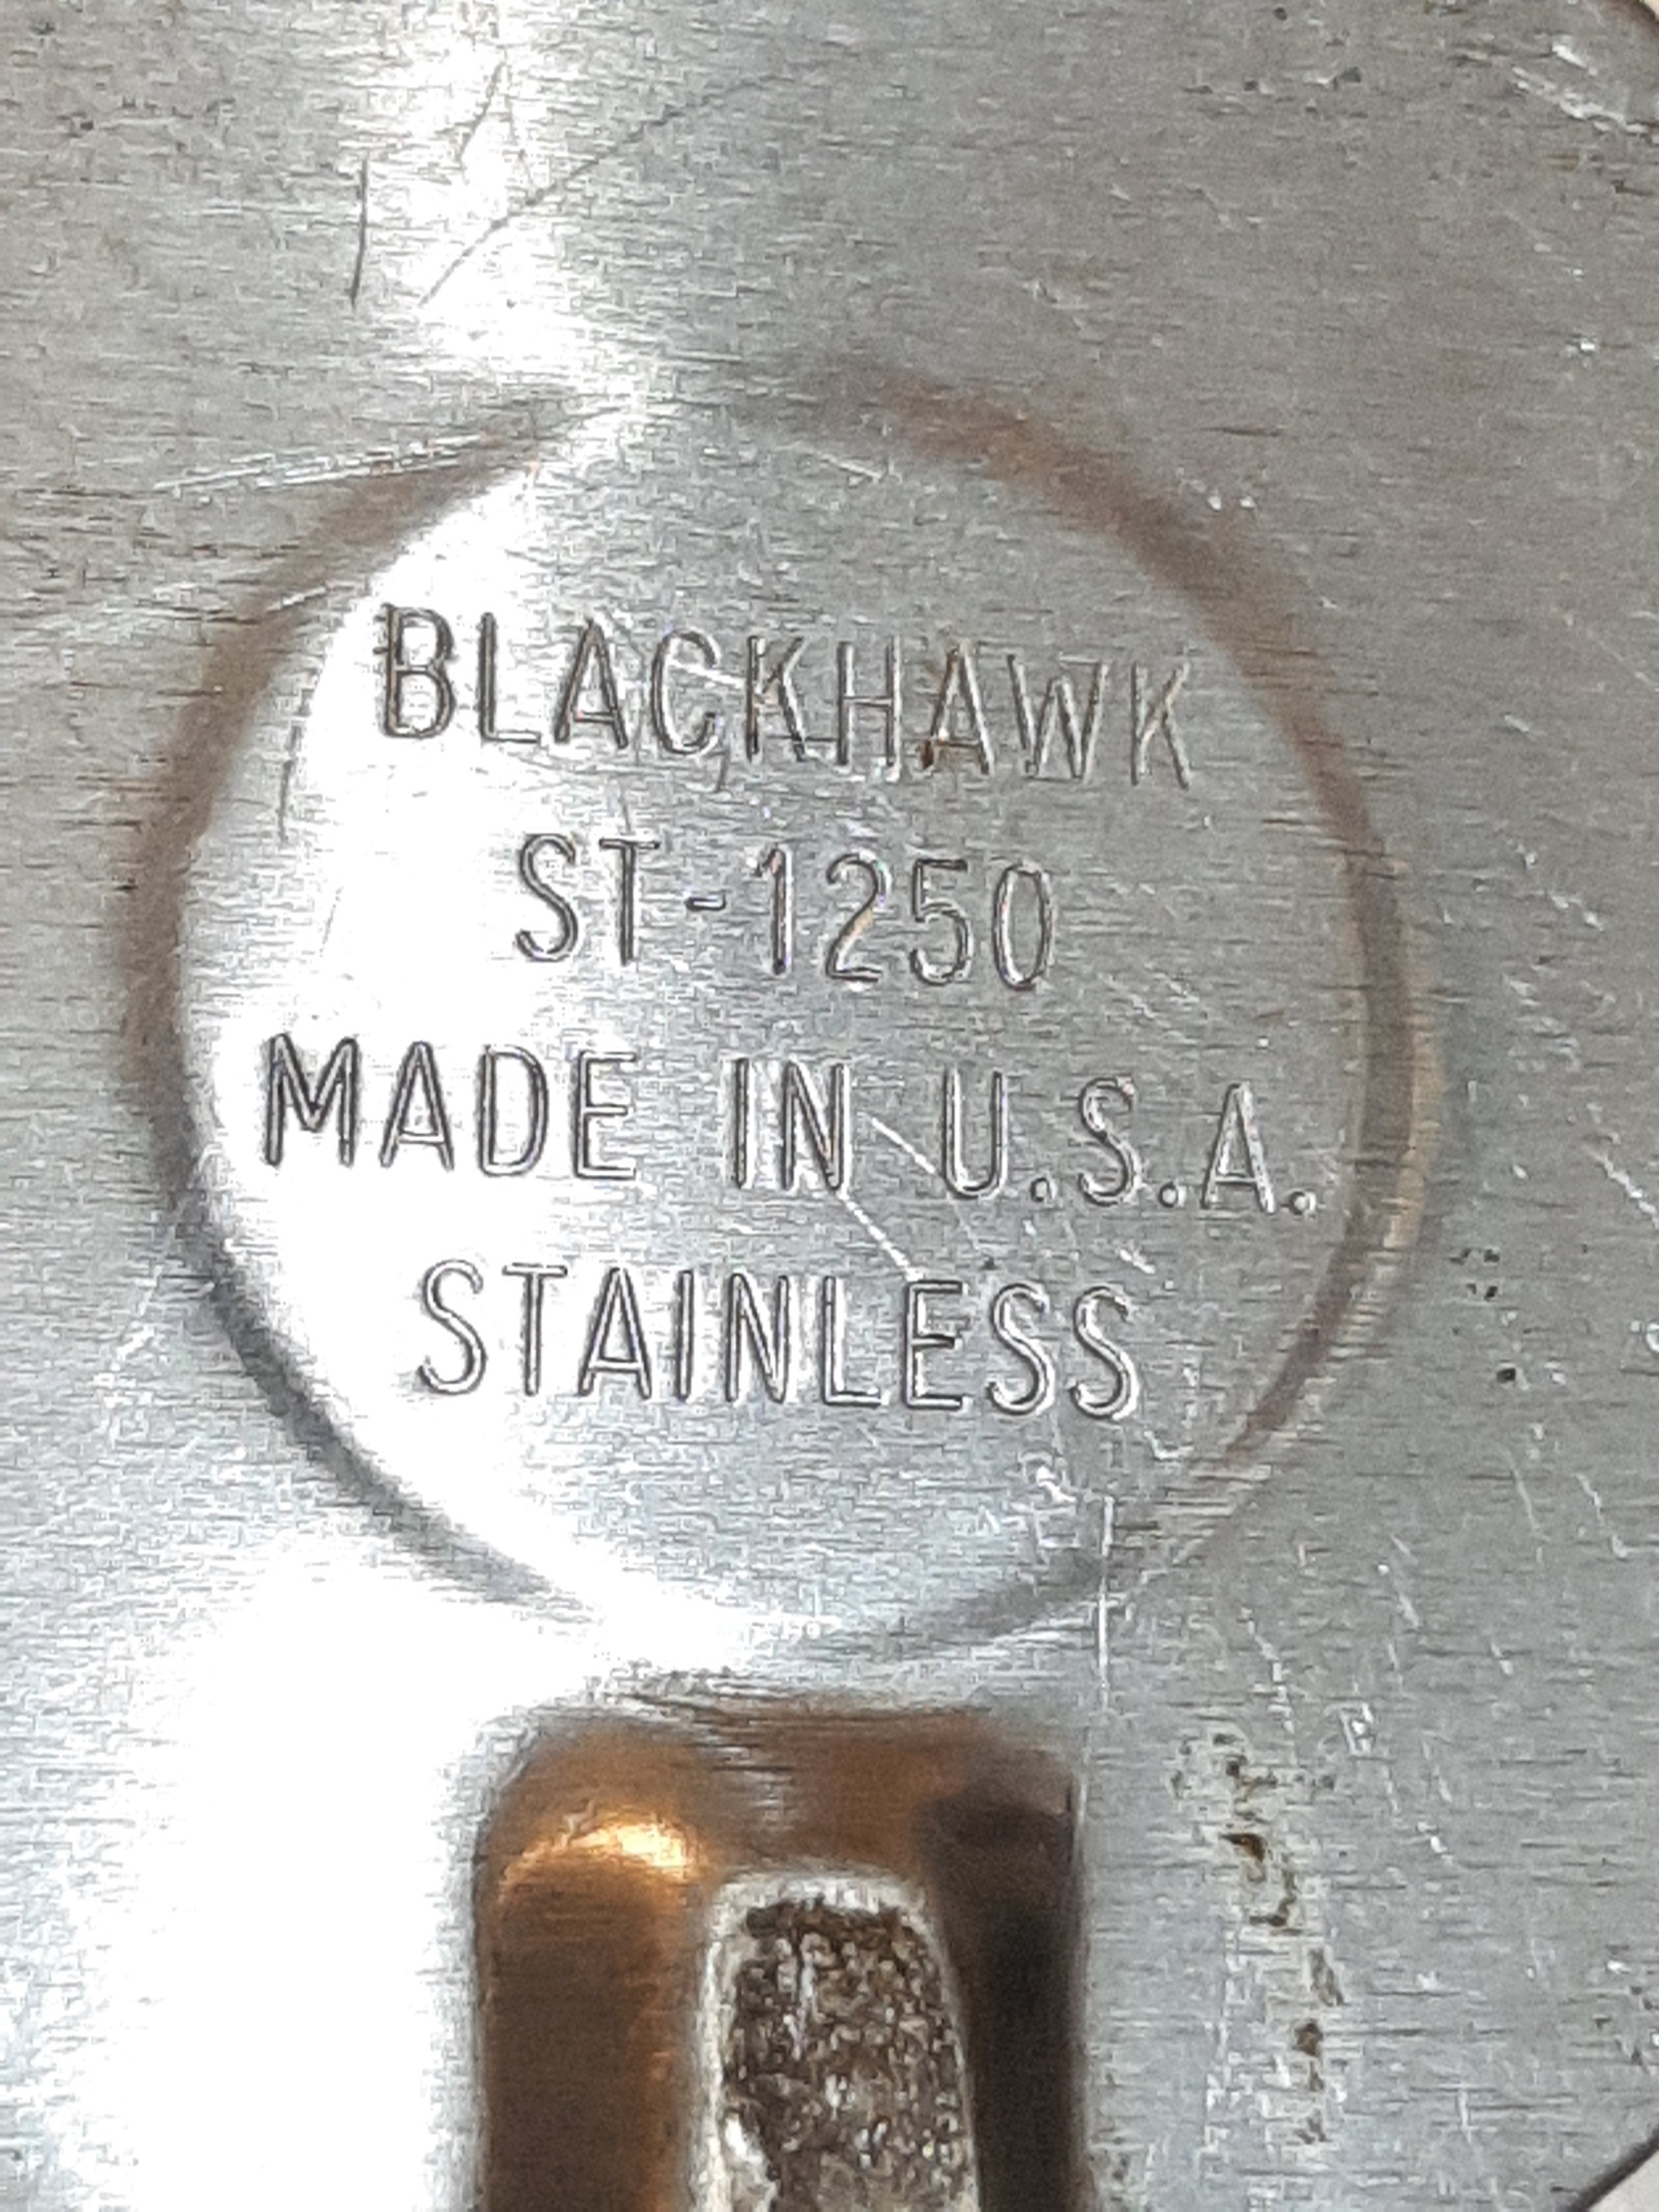 BLACKHAWK
ST-1250
MADE IN U.S.A.
STAINLESS